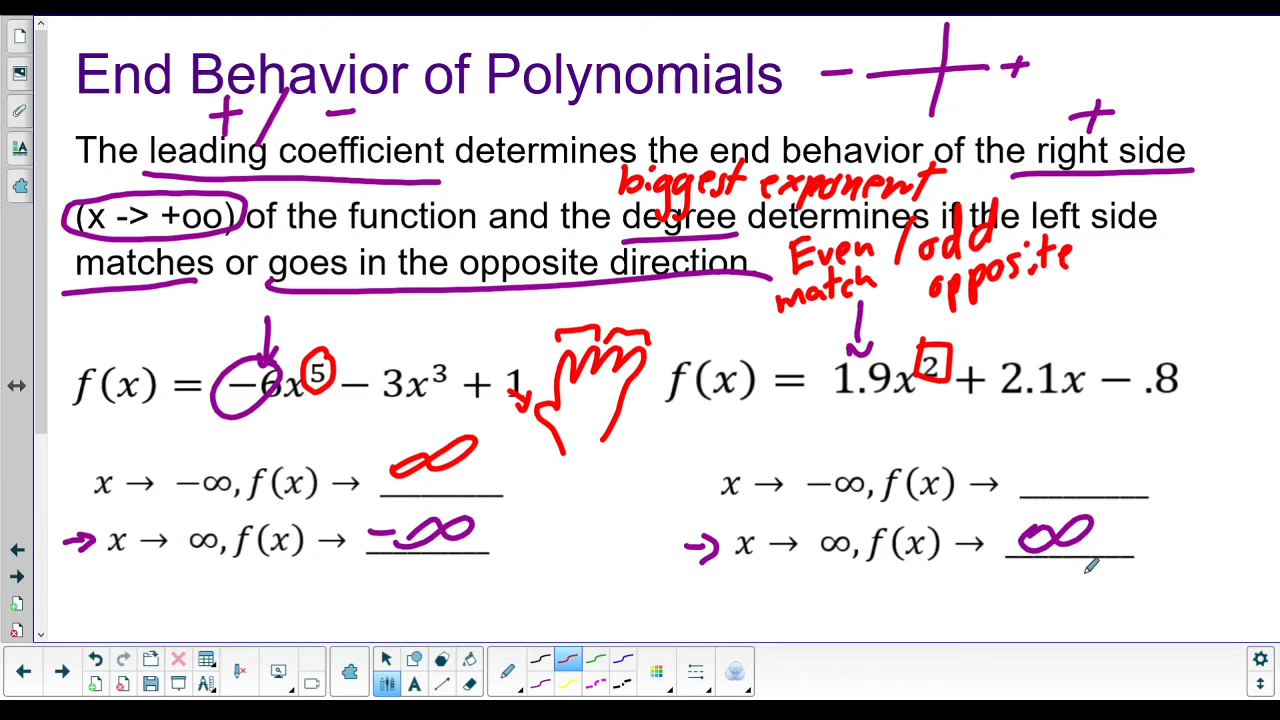 End Behavior of Polynomials
− +
+ / − +
The leading coefficient determines the end behavior of the right side
biggest exponent
(x -> +oo) of the function and the degree determines if the left side
Even / odd
matches or goes in the opposite direction.
match opposite
f(x) = −6x⁵ − 3x³ + 1
f(x) = 1.9x² + 2.1x − .8
x → −∞, f(x) → ∞
x → −∞, f(x) → ________
→ x → ∞, f(x) → −∞
→ x → ∞, f(x) → ∞